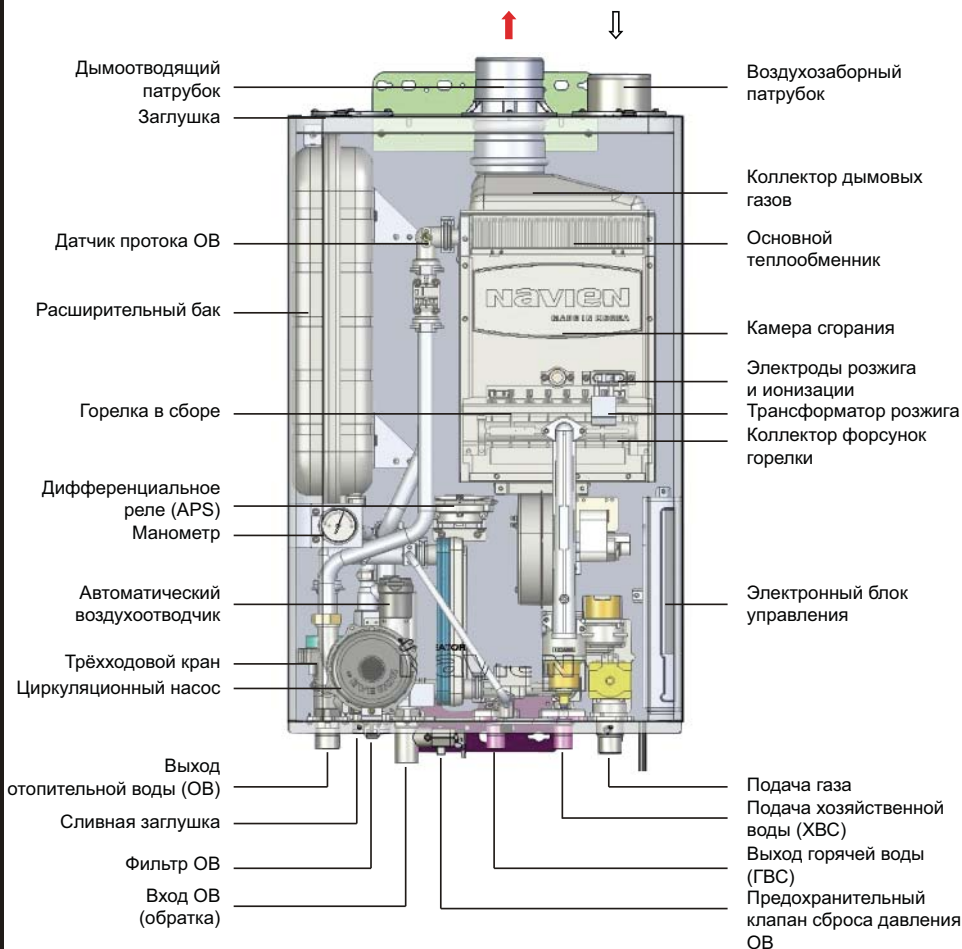 Дымоотводящий
патрубок
Заглушка
Датчик протока ОВ
Расширительный бак
Горелка в сборе
Дифференциальное
реле (APS)
Манометр
Автоматический
воздухоотводчик
Трёхходовой кран
Циркуляционный насос
Выход
отопительной воды (ОВ)
Сливная заглушка
Фильтр ОВ
Вход ОВ
(обратка)
NAVIEN
MADE IN KOREA
Воздухозаборный
патрубок
Коллектор дымовых
газов
Основной
теплообменник
Камера сгорания
Электроды розжига
и ионизации
Трансформатор розжига
Коллектор форсунок
горелки
Электронный блок
управления
Подача газа
Подача хозяйственной
воды (ХВС)
Выход горячей воды
(ГВС)
Предохранительный
клапан сброса давления
ОВ